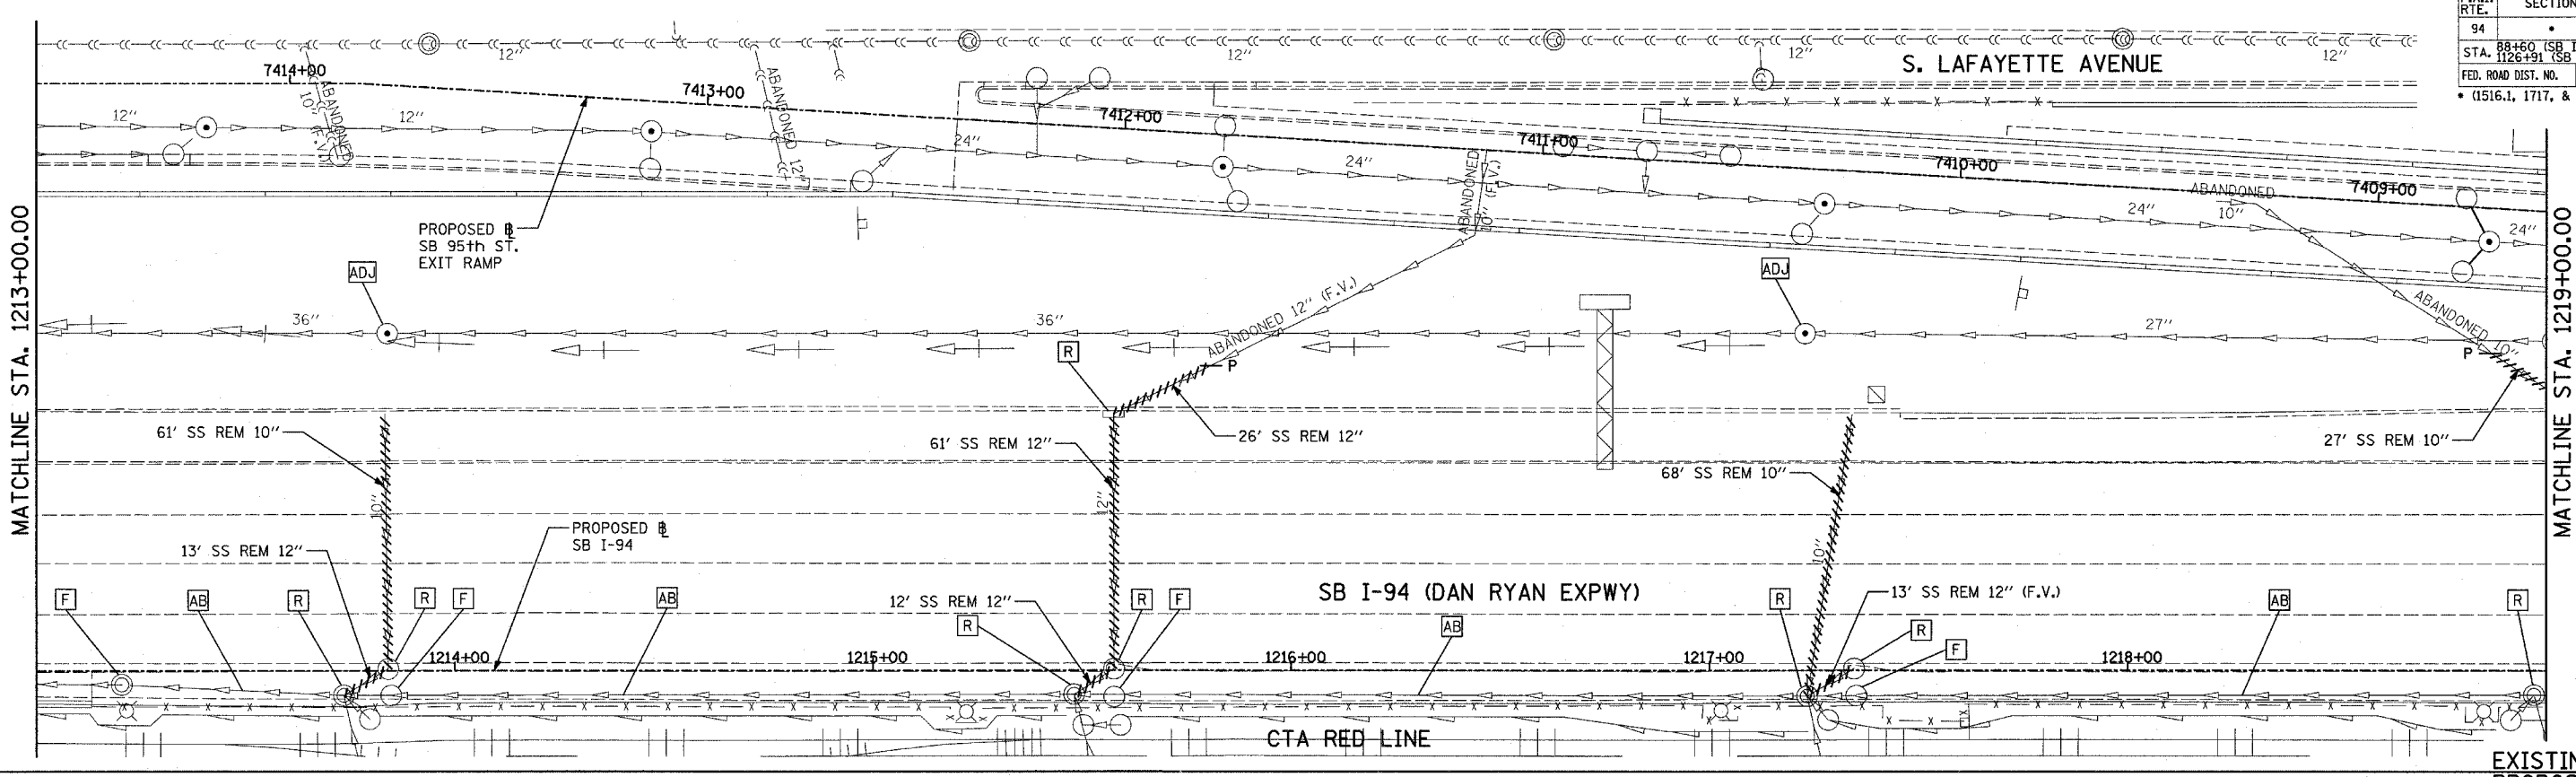 RTE.
SECTION
94
•
STA. 88+60 (SB I
1126+91 (SB
FED. ROAD DIST. NO.
* (1516.1, 1717, &
12"
12"
12"
12"
S. LAFAYETTE AVENUE
7414+00
7413+00
7412+00
7411+00
7410+00
7409+00
12"
12"
24"
24"
24"
24"
ABANDONED
10" (F.V.)
ABANDONED 12"
ABANDONED
10" (F.V.)
ABANDONED
10"
PROPOSED ℄
SB 95th ST.
EXIT RAMP
ADJ
ADJ
ABANDONED 12" (F.V.)
ABANDONED 10"
36"
36"
27"
R
P
P
MATCHLINE STA. 1213+00.00
MATCHLINE STA. 1219+00.00
61' SS REM 10"
61' SS REM 12"
26' SS REM 12"
68' SS REM 10"
27' SS REM 10"
10"
12"
10"
PROPOSED ℄
SB I-94
13' SS REM 12"
12' SS REM 12"
SB I-94 (DAN RYAN EXPWY)
13' SS REM 12" (F.V.)
F
AB
R
R
F
AB
R
R
F
AB
R
R
F
AB
R
1214+00
1215+00
1216+00
1217+00
1218+00
CTA RED LINE
EXISTIN